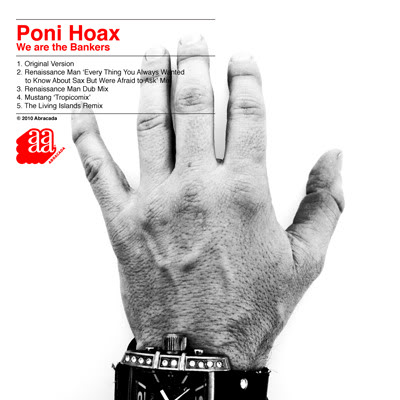 Poni Hoax
We are the Bankers
1. Original Version
2. Renaissance Man 'Every Thing You Always Wanted
to Know About Sax But Were Afraid to Ask' Mix
3. Renaissance Man Dub Mix
4. Mustang 'Tropicomix'
5. The Living Islands Remix
© 2010 Abracada
aa
aa
ABRACADA